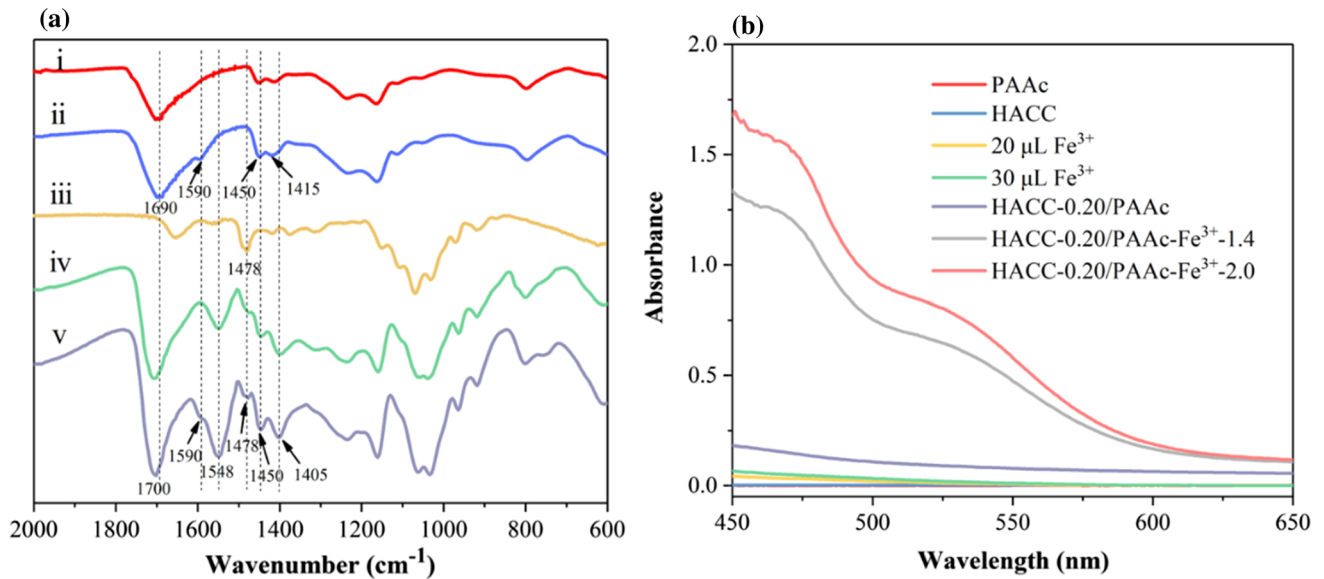 (a)
i
ii
1590
1450
1415
1690
iii
1478
iv
v
1590
1548
1478
1450
1405
1700
2000 1800 1600 1400 1200 1000 800 600
Wavenumber (cm⁻¹)
(b)
2.0
1.5
1.0
0.5
0.0
Absorbance
PAAc
HACC
20 μL Fe³⁺
30 μL Fe³⁺
HACC-0.20/PAAc
HACC-0.20/PAAc-Fe³⁺-1.4
HACC-0.20/PAAc-Fe³⁺-2.0
450 500 550 600 650
Wavelength (nm)